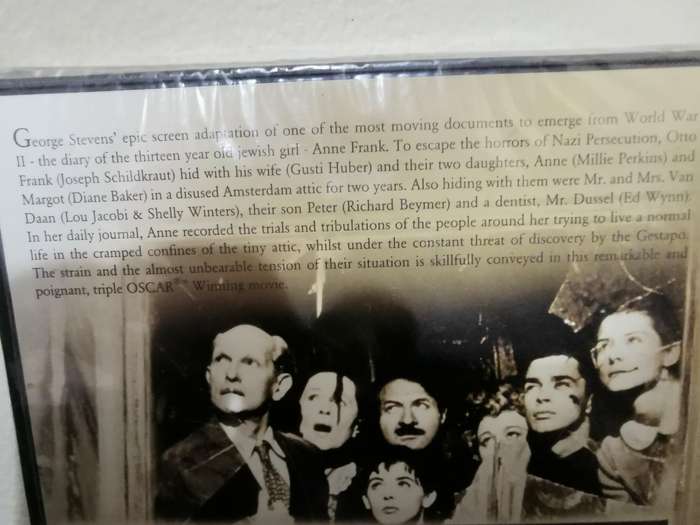 George Stevens' epic screen adaptation of one of the most moving documents to emerge from World War
II - the diary of the thirteen year old jewish girl - Anne Frank. To escape the horrors of Nazi Persecution, Otto
Frank (Joseph Schildkraut) hid with his wife (Gusti Huber) and their two daughters, Anne (Millie Perkins) and
Margot (Diane Baker) in a disused Amsterdam attic for two years. Also hiding with them were Mr. and Mrs. Van
Daan (Lou Jacobi & Shelly Winters), their son Peter (Richard Beymer) and a dentist, Mr. Dussel (Ed Wynn).
In her daily journal, Anne recorded the trials and tribulations of the people around her trying to live a normal
life in the cramped confines of the tiny attic, whilst under the constant threat of discovery by the Gestapo.
The strain and the almost unbearable tension of their situation is skillfully conveyed in this remarkable and
poignant, triple OSCAR™ Winning movie.